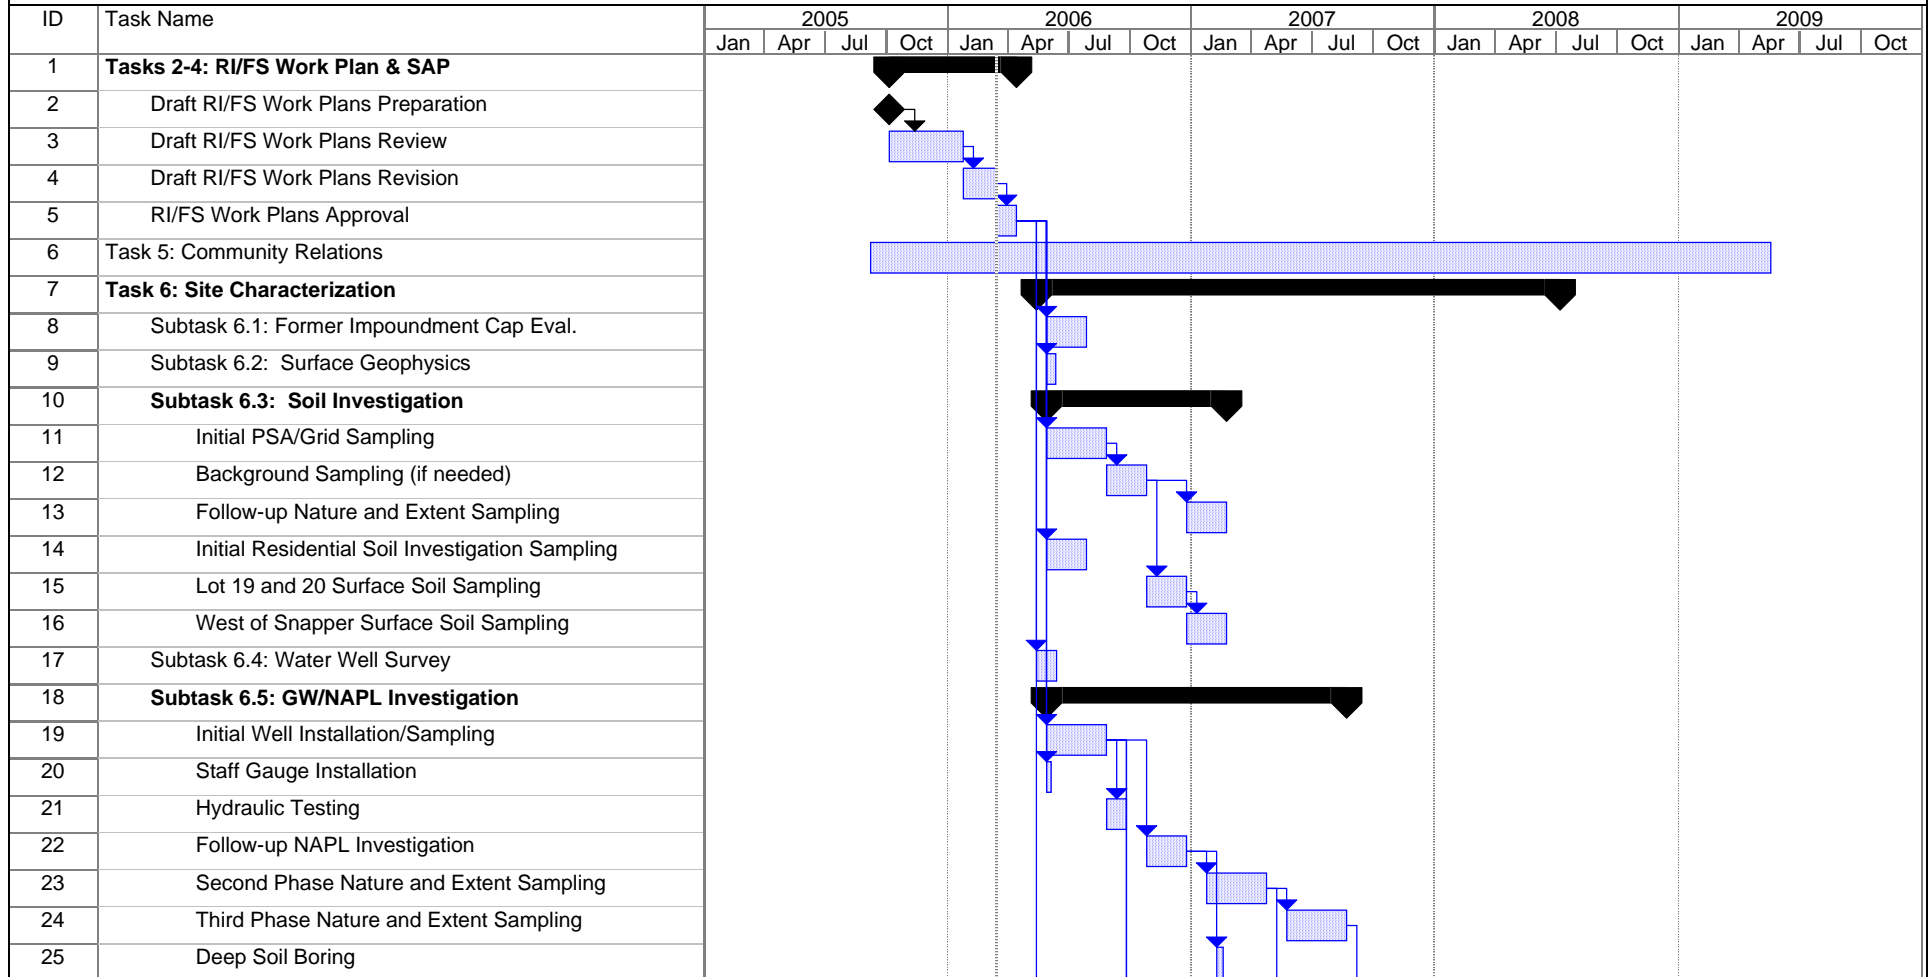 ID Task Name 2005 2006 2007 2008 2009
Jan Apr Jul Oct Jan Apr Jul Oct Jan Apr Jul Oct Jan Apr Jul Oct Jan Apr Jul Oct
1 Tasks 2-4: RI/FS Work Plan & SAP
2 Draft RI/FS Work Plans Preparation
3 Draft RI/FS Work Plans Review
4 Draft RI/FS Work Plans Revision
5 RI/FS Work Plans Approval
6 Task 5: Community Relations
7 Task 6: Site Characterization
8 Subtask 6.1: Former Impoundment Cap Eval.
9 Subtask 6.2: Surface Geophysics
10 Subtask 6.3: Soil Investigation
11 Initial PSA/Grid Sampling
12 Background Sampling (if needed)
13 Follow-up Nature and Extent Sampling
14 Initial Residential Soil Investigation Sampling
15 Lot 19 and 20 Surface Soil Sampling
16 West of Snapper Surface Soil Sampling
17 Subtask 6.4: Water Well Survey
18 Subtask 6.5: GW/NAPL Investigation
19 Initial Well Installation/Sampling
20 Staff Gauge Installation
21 Hydraulic Testing
22 Follow-up NAPL Investigation
23 Second Phase Nature and Extent Sampling
24 Third Phase Nature and Extent Sampling
25 Deep Soil Boring